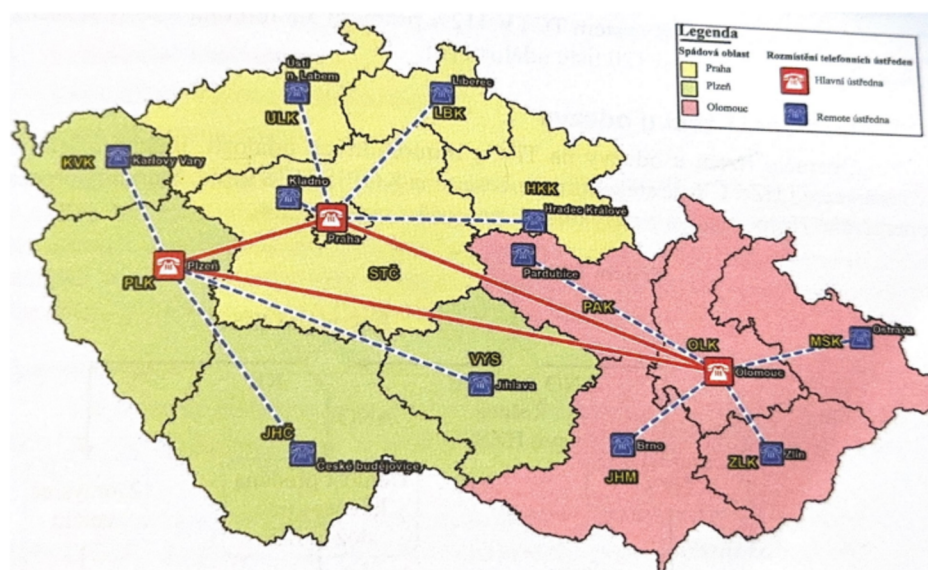 Legenda
Spádová oblast
Rozmístění telefonních ústředen
Praha
Plzeň
Olomouc
Hlavní ústředna
Remote ústředna
Ústí
n. Labem
ULK
Liberec
LBK
KVK
Karlovy Vary
Kladno
HKK
Hradec Králové
Praha
Plzeň
PLK
STČ
Pardubice
PAK
OLK
Olomouc
MSK
Ostrava
VYS
Jihlava
JHČ
České budějovice
Brno
JHM
ZLK
Zlín